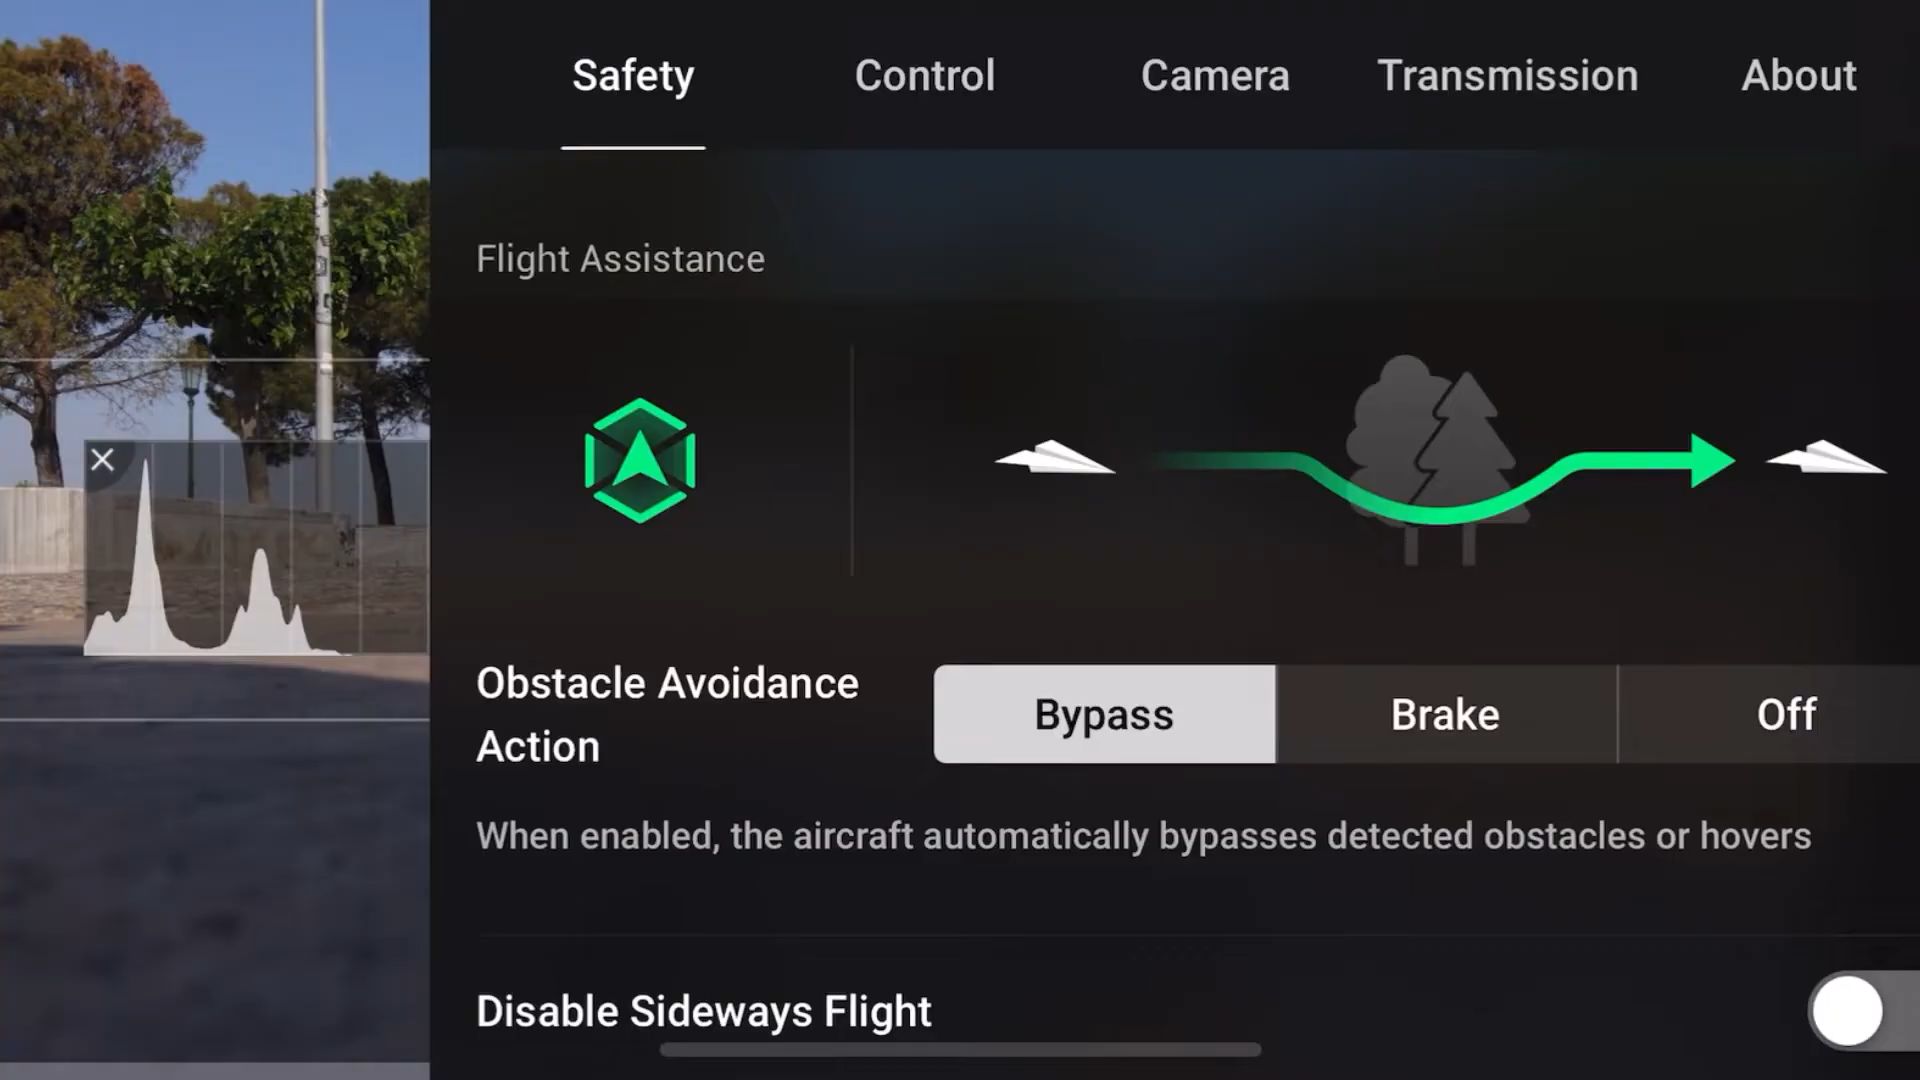 Safety Control Camera Transmission About
Flight Assistance
Obstacle Avoidance
Action
Bypass Brake Off
When enabled, the aircraft automatically bypasses detected obstacles or hovers
Disable Sideways Flight